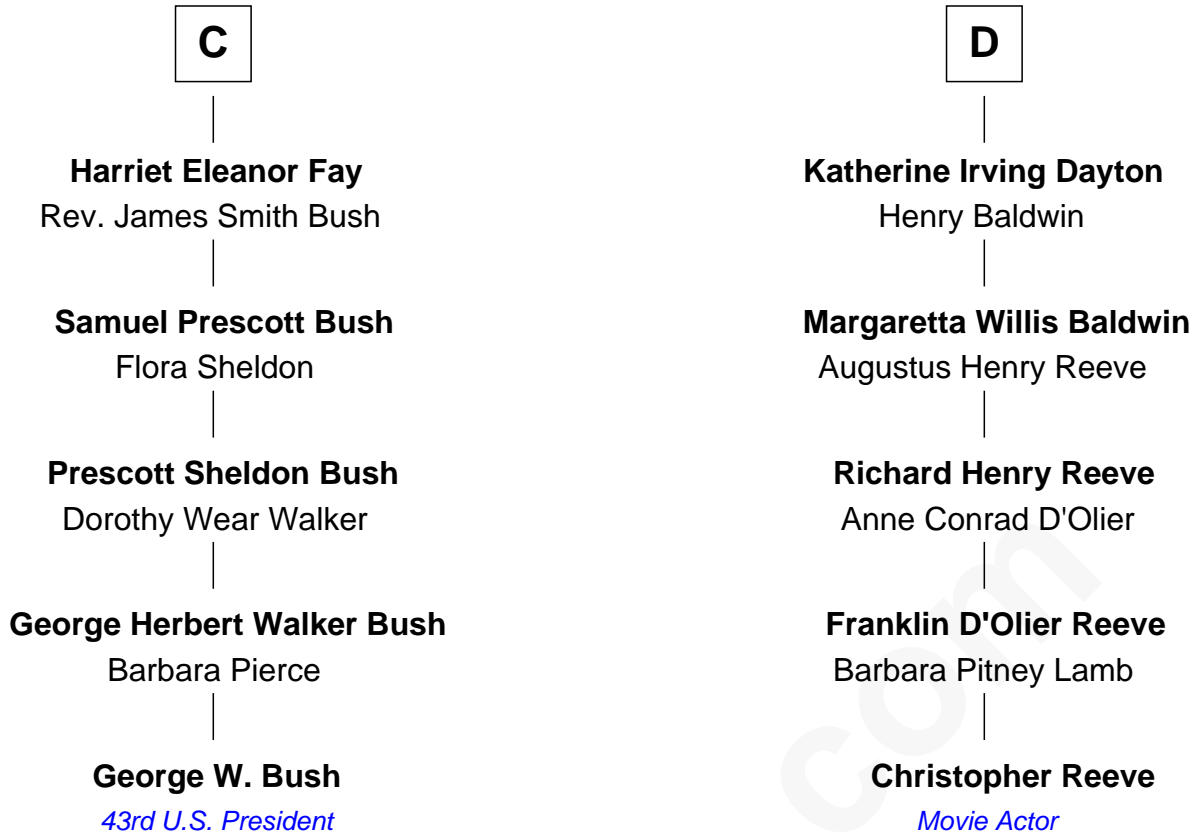 C
Harriet Eleanor Fay
Rev. James Smith Bush
Samuel Prescott Bush
Flora Sheldon
Prescott Sheldon Bush
Dorothy Wear Walker
George Herbert Walker Bush
Barbara Pierce
George W. Bush
43rd U.S. President
D
Katherine Irving Dayton
Henry Baldwin
Margaretta Willis Baldwin
Augustus Henry Reeve
Richard Henry Reeve
Anne Conrad D'Olier
Franklin D'Olier Reeve
Barbara Pitney Lamb
Christopher Reeve
Movie Actor
com